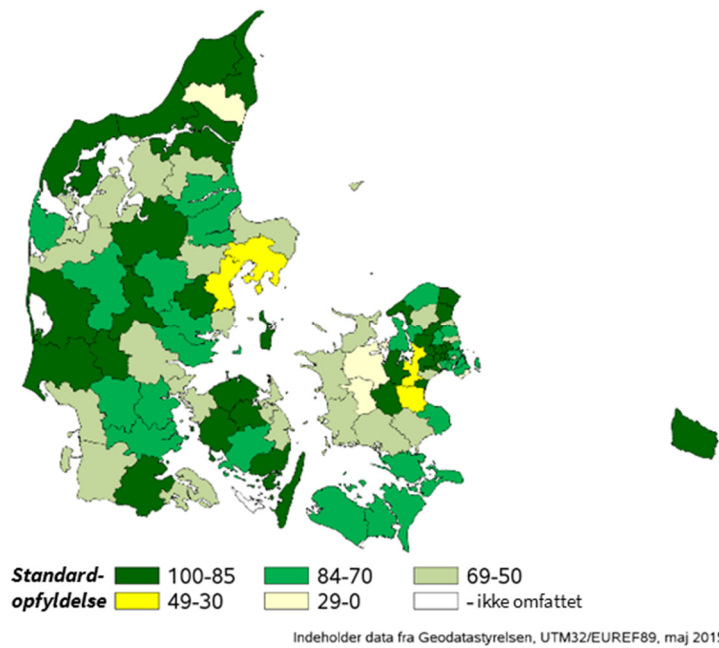 Standard- 100-85 84-70 69-50
opfyldelse 49-30 29-0 - ikke omfattet
Indeholder data fra Geodatastyrelsen, UTM32/EUREF89, maj 2015